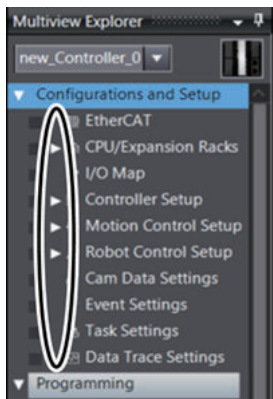 Multiview Explorer
new_Controller_0
Configurations and Setup
EtherCAT
CPU/Expansion Racks
I/O Map
Controller Setup
Motion Control Setup
Robot Control Setup
Cam Data Settings
Event Settings
Task Settings
Data Trace Settings
Programming